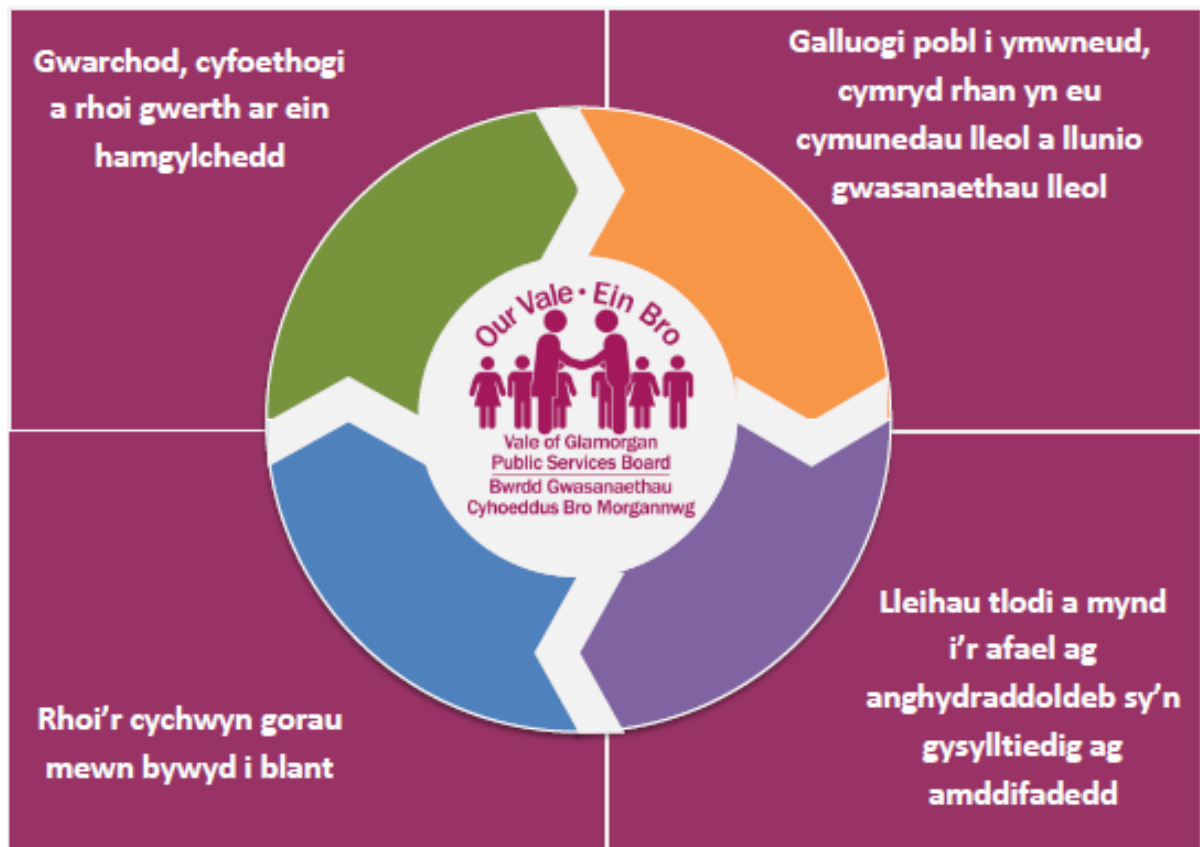 Gwarchod, cyfoethogi
a rhoi gwerth ar ein
hamgylchedd
Galluogi pobl i ymwneud,
cymryd rhan yn eu
cymunedau lleol a llunio
gwasanaethau lleol
Our Vale • Ein Bro
Vale of Glamorgan
Public Services Board
Bwrdd Gwasanaethau
Cyhoeddus Bro Morgannwg
Rhoi’r cychwyn gorau
mewn bywyd i blant
Lleihau tlodi a mynd
i’r afael ag
anghydraddoldeb sy’n
gysylltiedig ag
amddifadedd